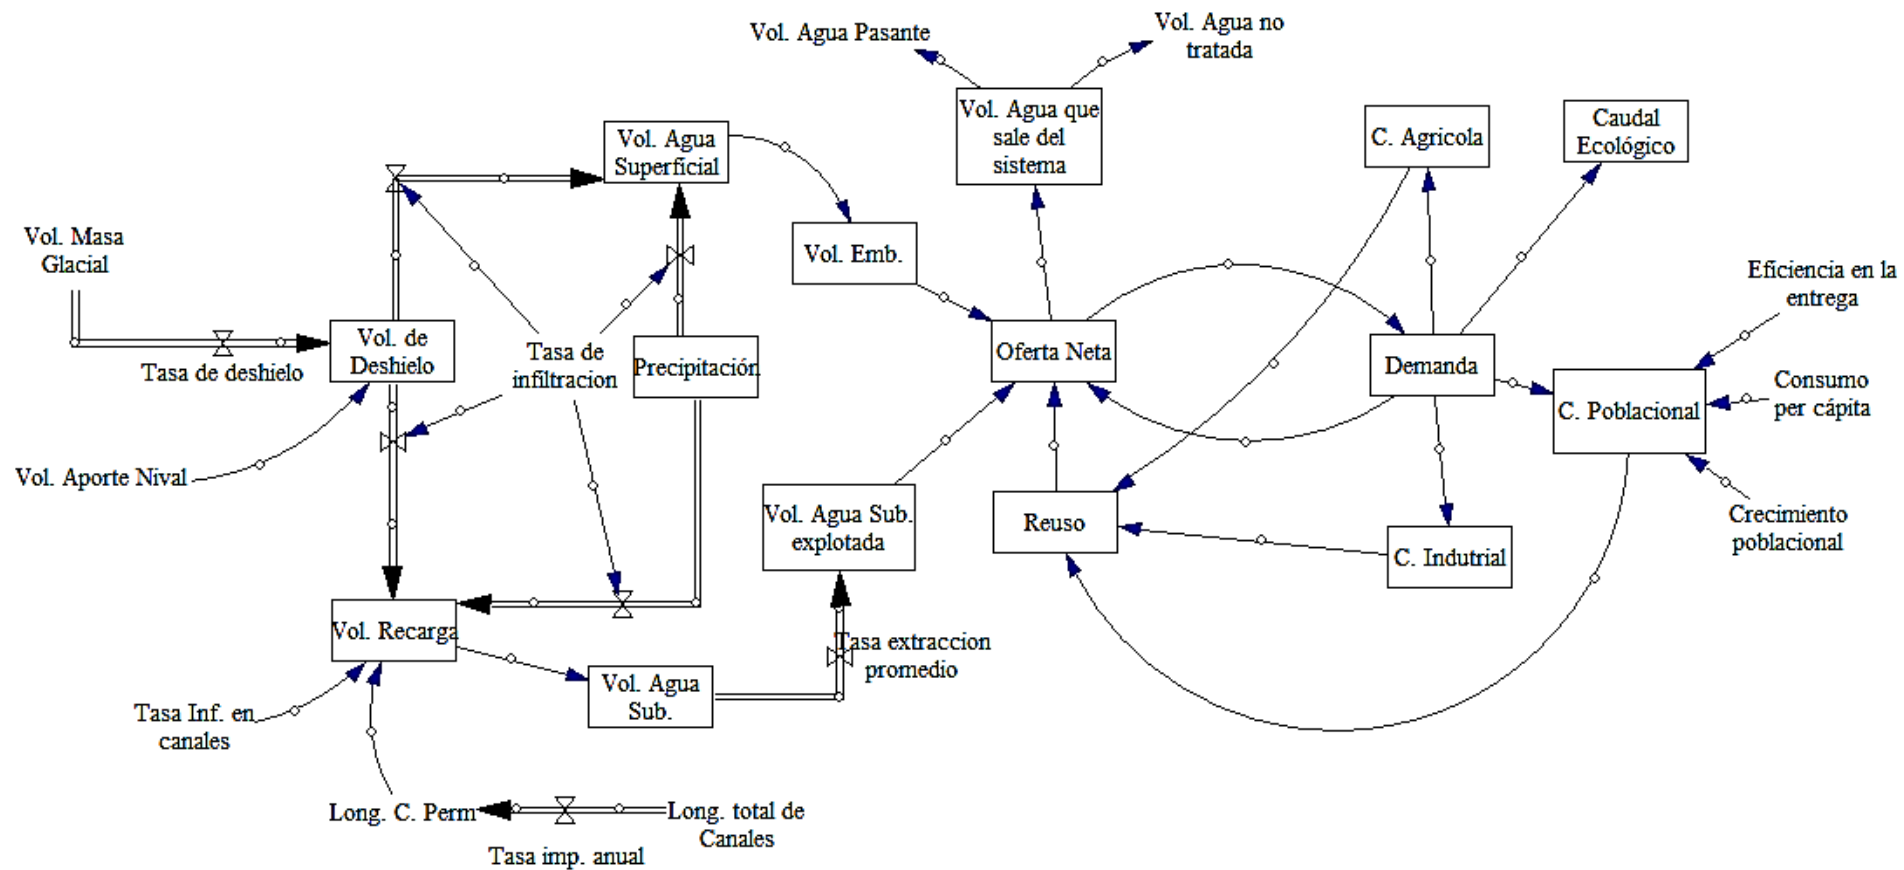 Vol. Agua Pasante
Vol. Agua no
tratada
Vol. Agua que
sale del
sistema
C. Agricola
Caudal
Ecológico
Vol. Agua
Superficial
Vol. Masa
Glacial
Vol. Emb.
Eficiencia en la
entrega
Vol. de
Deshielo
Tasa de deshielo
Tasa de
infiltracion
Precipitación
Oferta Neta
Demanda
C. Poblacional
Consumo
per cápita
Vol. Aporte Nival
Vol. Agua Sub.
explotada
Reuso
C. Indutrial
Crecimiento
poblacional
Vol. Recarga
Tasa extraccion
promedio
Vol. Agua
Sub.
Tasa Inf. en
canales
Long. C. Perm
Long. total de
Canales
Tasa imp. anual